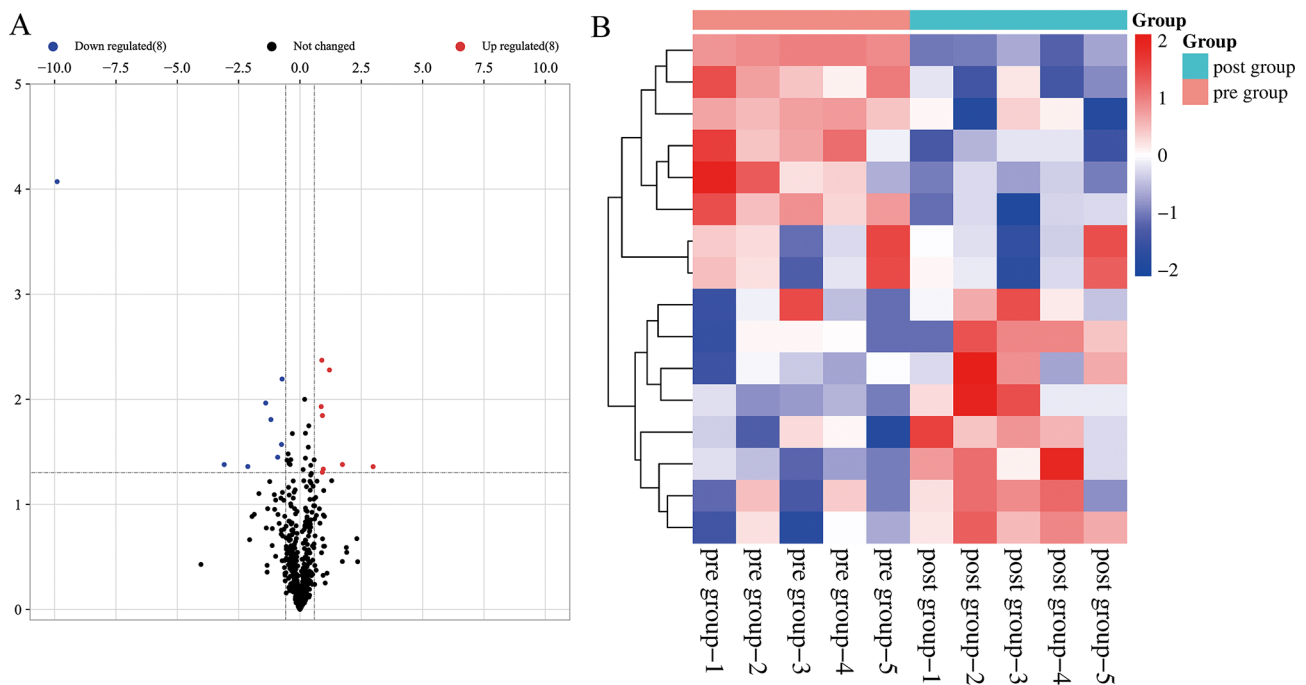 A
Down regulated(8) Not changed Up regulated(8)
−10.0 −7.5 −5.0 −2.5 0.0 2.5 5.0 7.5 10.0
5
4
3
2
1
0
B
Group
2
1
0
−1
−2
Group
post group
pre group
pre group−1
pre group−2
pre group−3
pre group−4
pre group−5
post group−1
post group−2
post group−3
post group−4
post group−5